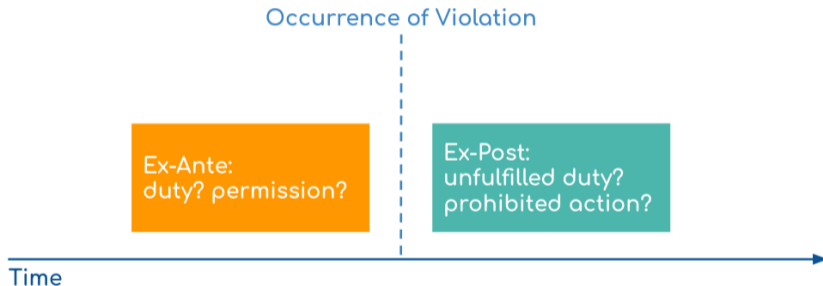 Occurrence of Violation
Ex-Ante:
duty? permission?
Ex-Post:
unfulfilled duty?
prohibited action?
Time